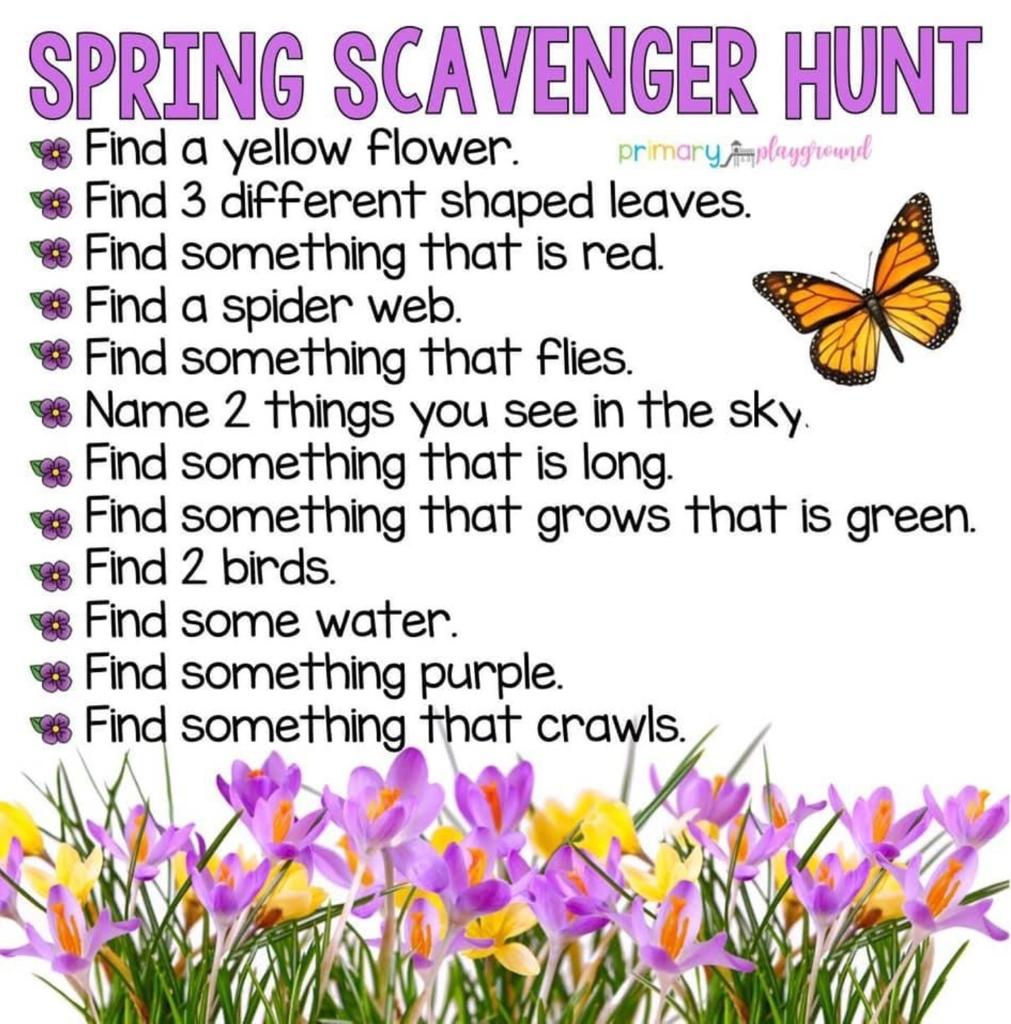 SPRING SCAVENGER HUNT
Find a yellow flower.
primary playground
Find 3 different shaped leaves.
Find something that is red.
Find a spider web.
Find something that flies.
Name 2 things you see in the sky.
Find something that is long.
Find something that grows that is green.
Find 2 birds.
Find some water.
Find something purple.
Find something that crawls.